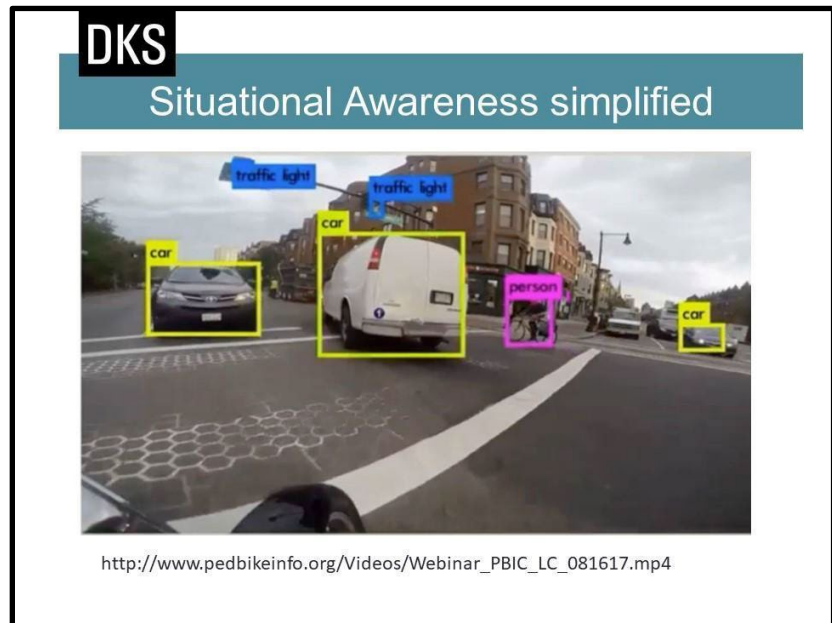 DKS
Situational Awareness simplified
traffic light
traffic light
car
car
person
car
http://www.pedbikeinfo.org/Videos/Webinar_PBIC_LC_081617.mp4